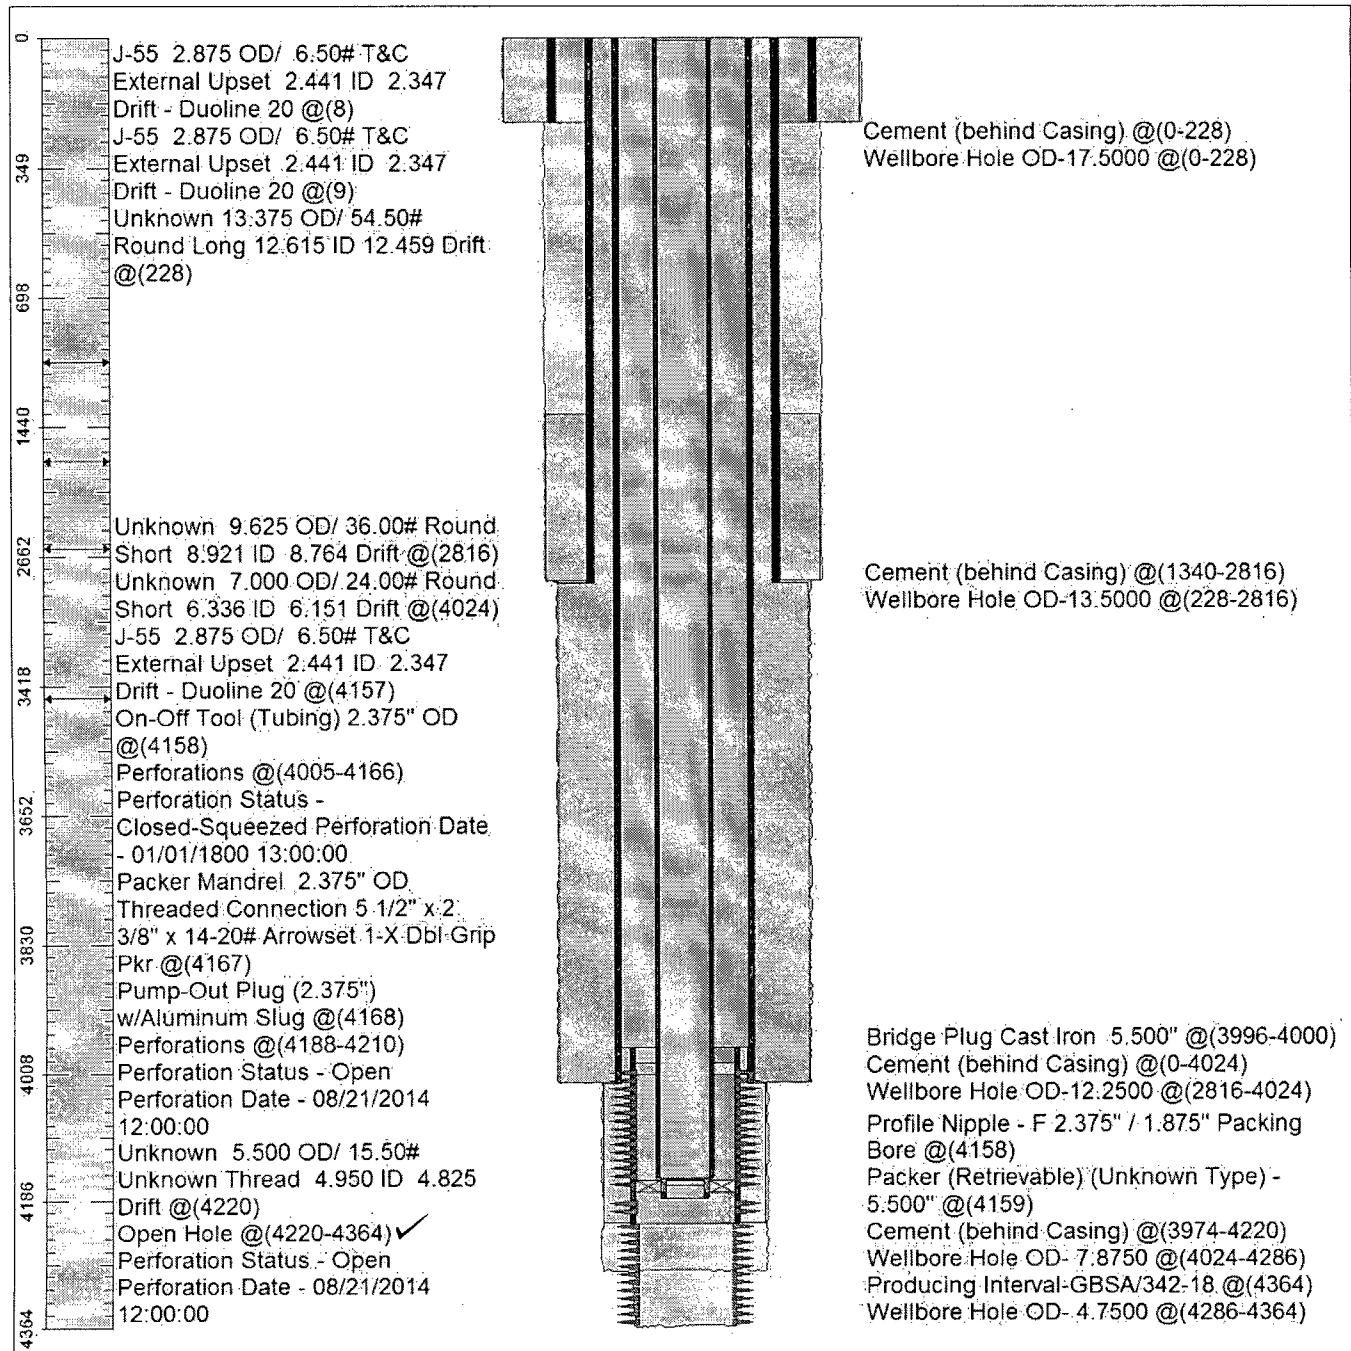 0
349
698
1440
2662
3418
3652
3830
4008
4186
4364
J-55 2.875 OD/ 6.50# T&C
External Upset 2.441 ID 2.347
Drift - Duoline 20 @(8)
J-55 2.875 OD/ 6.50# T&C
External Upset 2.441 ID 2.347
Drift - Duoline 20 @(9)
Unknown 13.375 OD/ 54.50#
Round Long 12.615 ID 12.459 Drift
@(228)
Unknown 9.625 OD/ 36.00# Round
Short 8.921 ID 8.764 Drift @(2816)
Unknown 7.000 OD/ 24.00# Round
Short 6.336 ID 6.151 Drift @(4024)
J-55 2.875 OD/ 6.50# T&C
External Upset 2.441 ID 2.347
Drift - Duoline 20 @(4157)
On-Off Tool (Tubing) 2.375" OD
@(4158)
Perforations @(4005-4166)
Perforation Status -
Closed-Squeezed Perforation Date
- 01/01/1800 13:00:00
Packer Mandrel 2.375" OD
Threaded Connection 5 1/2" x 2
3/8" x 14-20# Arrowset 1-X Dbl Grip
Pkr @(4167)
Pump-Out Plug (2.375")
w/Aluminum Slug @(4168)
Perforations @(4188-4210)
Perforation Status - Open
Perforation Date - 08/21/2014
12:00:00
Unknown 5.500 OD/ 15.50#
Unknown Thread 4.950 ID 4.825
Drift @(4220)
Open Hole @(4220-4364) ✓
Perforation Status - Open
Perforation Date - 08/21/2014
12:00:00
Cement (behind Casing) @(0-228)
Wellbore Hole OD-17.5000 @(0-228)
Cement (behind Casing) @(1340-2816)
Wellbore Hole OD-13.5000 @(228-2816)
Bridge Plug Cast Iron 5.500" @(3996-4000)
Cement (behind Casing) @(0-4024)
Wellbore Hole OD-12.2500 @(2816-4024)
Profile Nipple - F 2.375" / 1.875" Packing
Bore @(4158)
Packer (Retrievable) (Unknown Type) -
5.500" @(4159)
Cement (behind Casing) @(3974-4220)
Wellbore Hole OD- 7.8750 @(4024-4286)
Producing Interval-GBSA/342-18 @(4364)
Wellbore Hole OD- 4.7500 @(4286-4364)